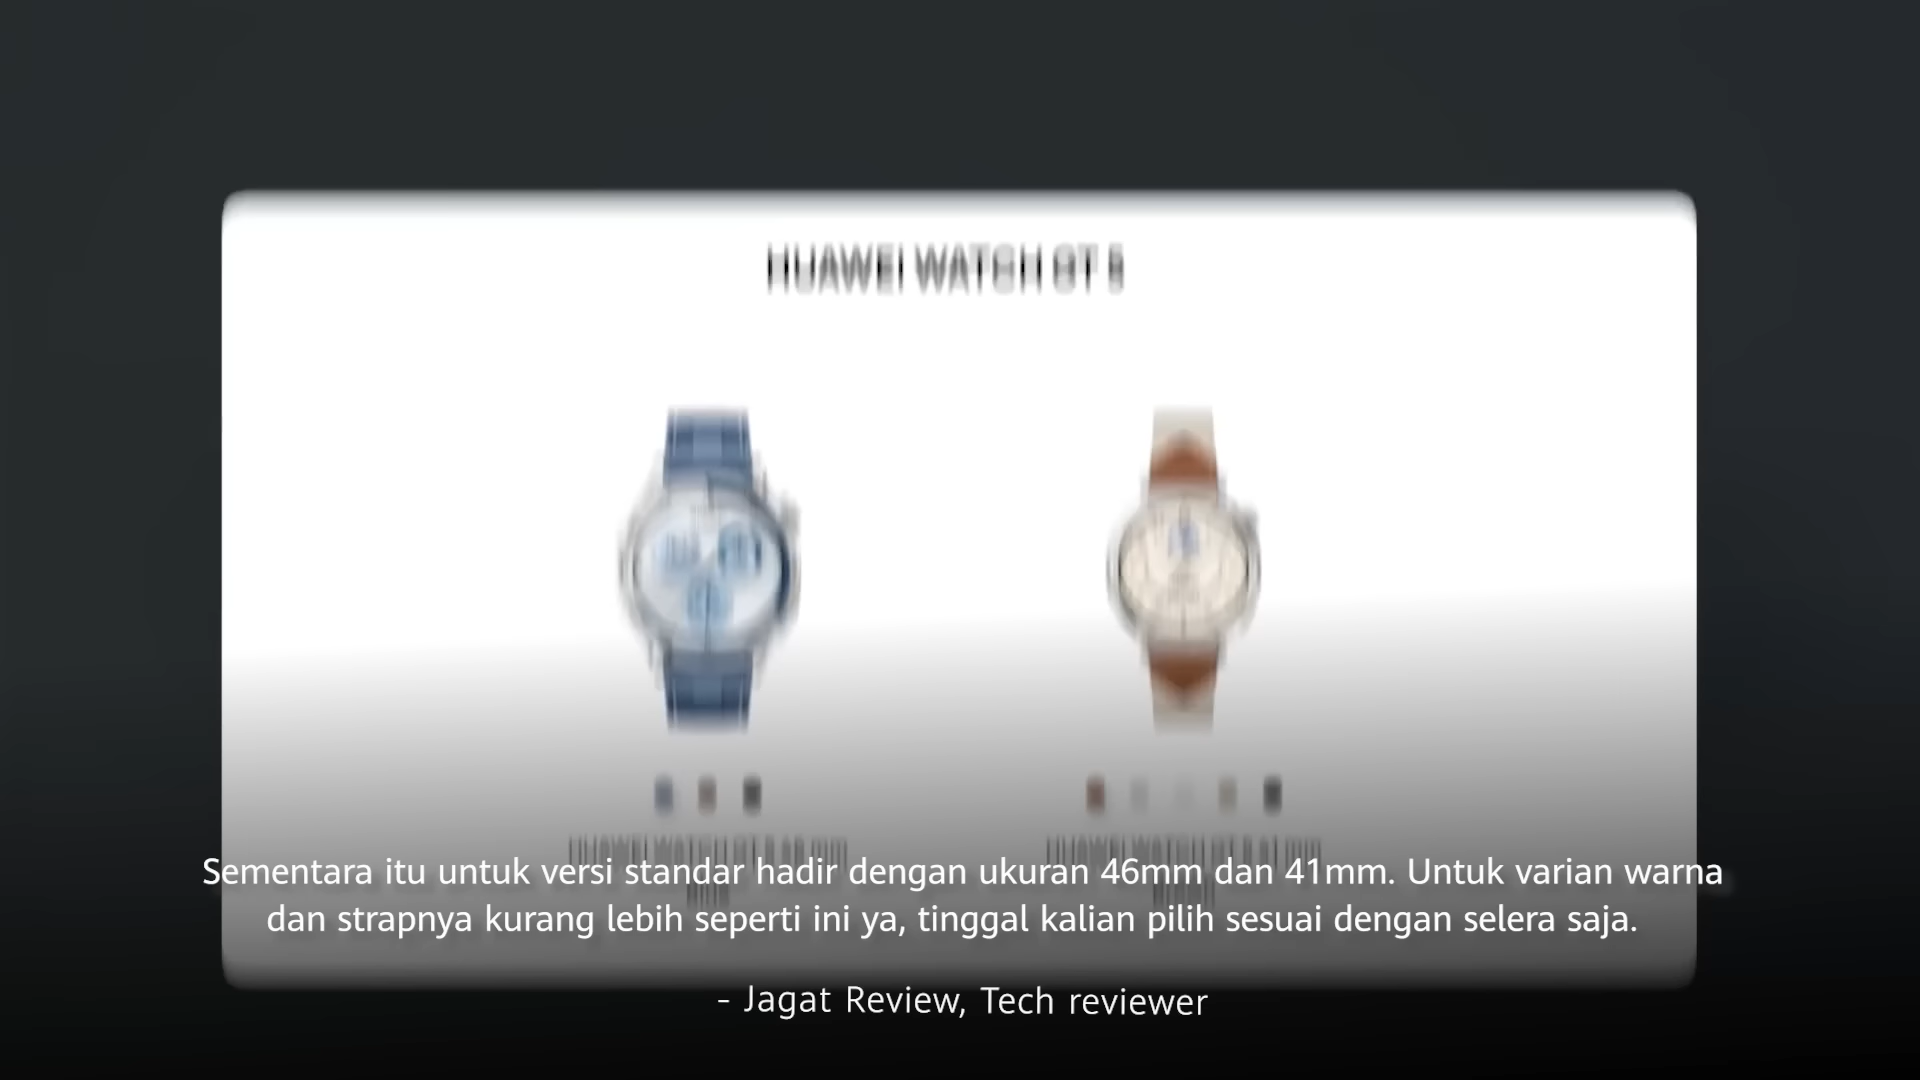 HUAWEI WATCH GT 5
Sementara itu untuk versi standar hadir dengan ukuran 46mm dan 41mm. Untuk varian warna
dan strapnya kurang lebih seperti ini ya, tinggal kalian pilih sesuai dengan selera saja.
- Jagat Review, Tech reviewer